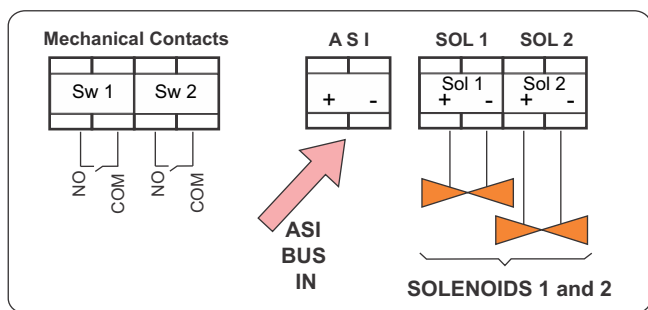 Mechanical Contacts
A S I
SOL 1
SOL 2
Sw 1
Sw 2
+ -
Sol 1
+ -
Sol 2
+ -
NO
COM
NO
COM
ASI
BUS
IN
SOLENOIDS 1 and 2